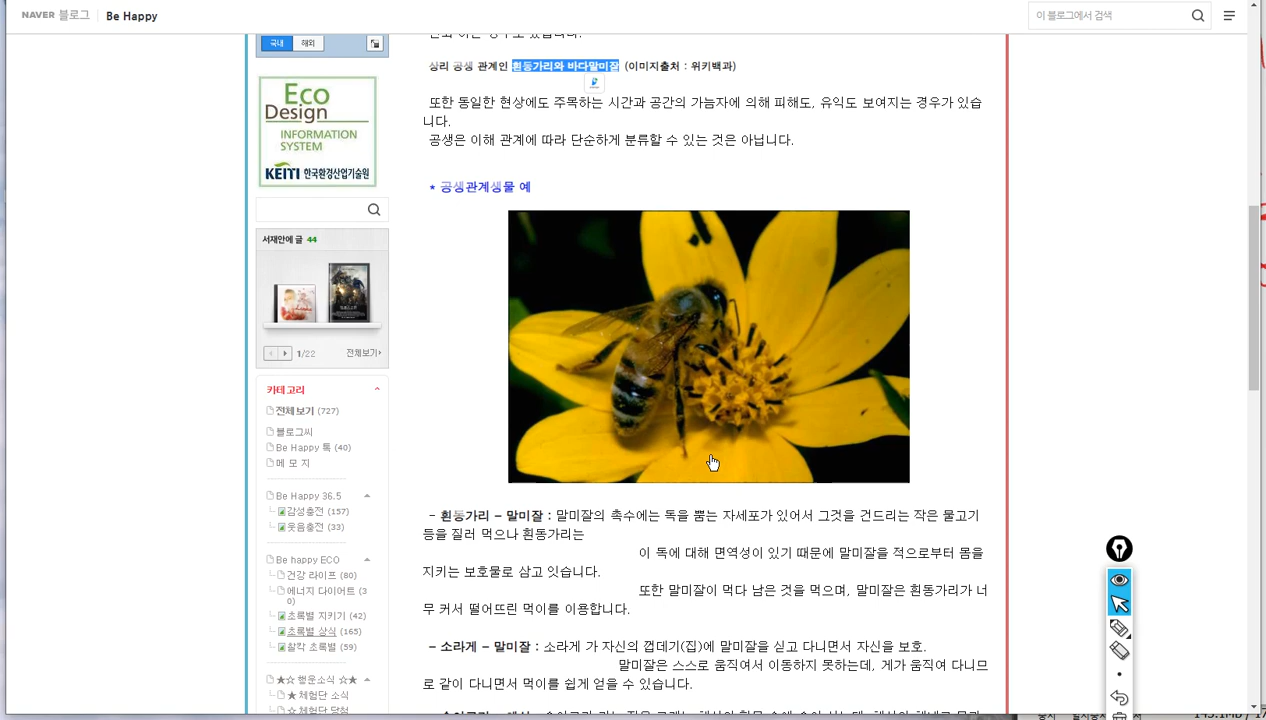 NAVER 블로그 Be Happy
이 블로그에서 검색
국내 해외
상리 공생 관계인 흰동가리와 바다말미잘 (이미지출처 : 위키백과)
또한 동일한 현상에도 주목하는 시간과 공간의 가늠자에 의해 피해도, 유익도 보여지는 경우가 있습
니다.
공생은 이해 관계에 따라 단순하게 분류할 수 있는 것은 아닙니다.
* 공생관계생물 예
Eco
Design
INFORMATION
SYSTEM
KEITI 한국환경산업기술원
서재안에 글 44
1/22 전체보기
카테고리
전체보기 (727)
블로그씨
Be Happy 톡 (40)
메 모 지
Be Happy 36.5
감성충전 (157)
웃음충전 (33)
Be happy ECO
건강 라이프 (80)
에너지 다이어트 (3
0)
초록별 지키기 (42)
초록별 상식 (165)
찰칵 초록별 (59)
★☆ 행운소식 ☆★
★ 체험단 소식
☆ 체험단 당첨
- 흰동가리 - 말미잘 : 말미잘의 촉수에는 독을 뿜는 자세포가 있어서 그것을 건드리는 작은 물고기
등을 질러 먹으나 흰동가리는
이 독에 대해 면역성이 있기 때문에 말미잘을 적으로부터 몸을
지키는 보호물로 삼고 잇습니다.
또한 말미잘이 먹다 남은 것을 먹으며, 말미잘은 흰동가리가 너
무 커서 떨어뜨린 먹이를 이용합니다.
- 소라게 - 말미잘 : 소라게 가 자신의 껍데기(집)에 말미잘을 싣고 다니면서 자신을 보호.
말미잘은 스스로 움직여서 이동하지 못하는데, 게가 움직여 다니므
로 같이 다니면서 먹이를 쉽게 얻을 수 있습니다.